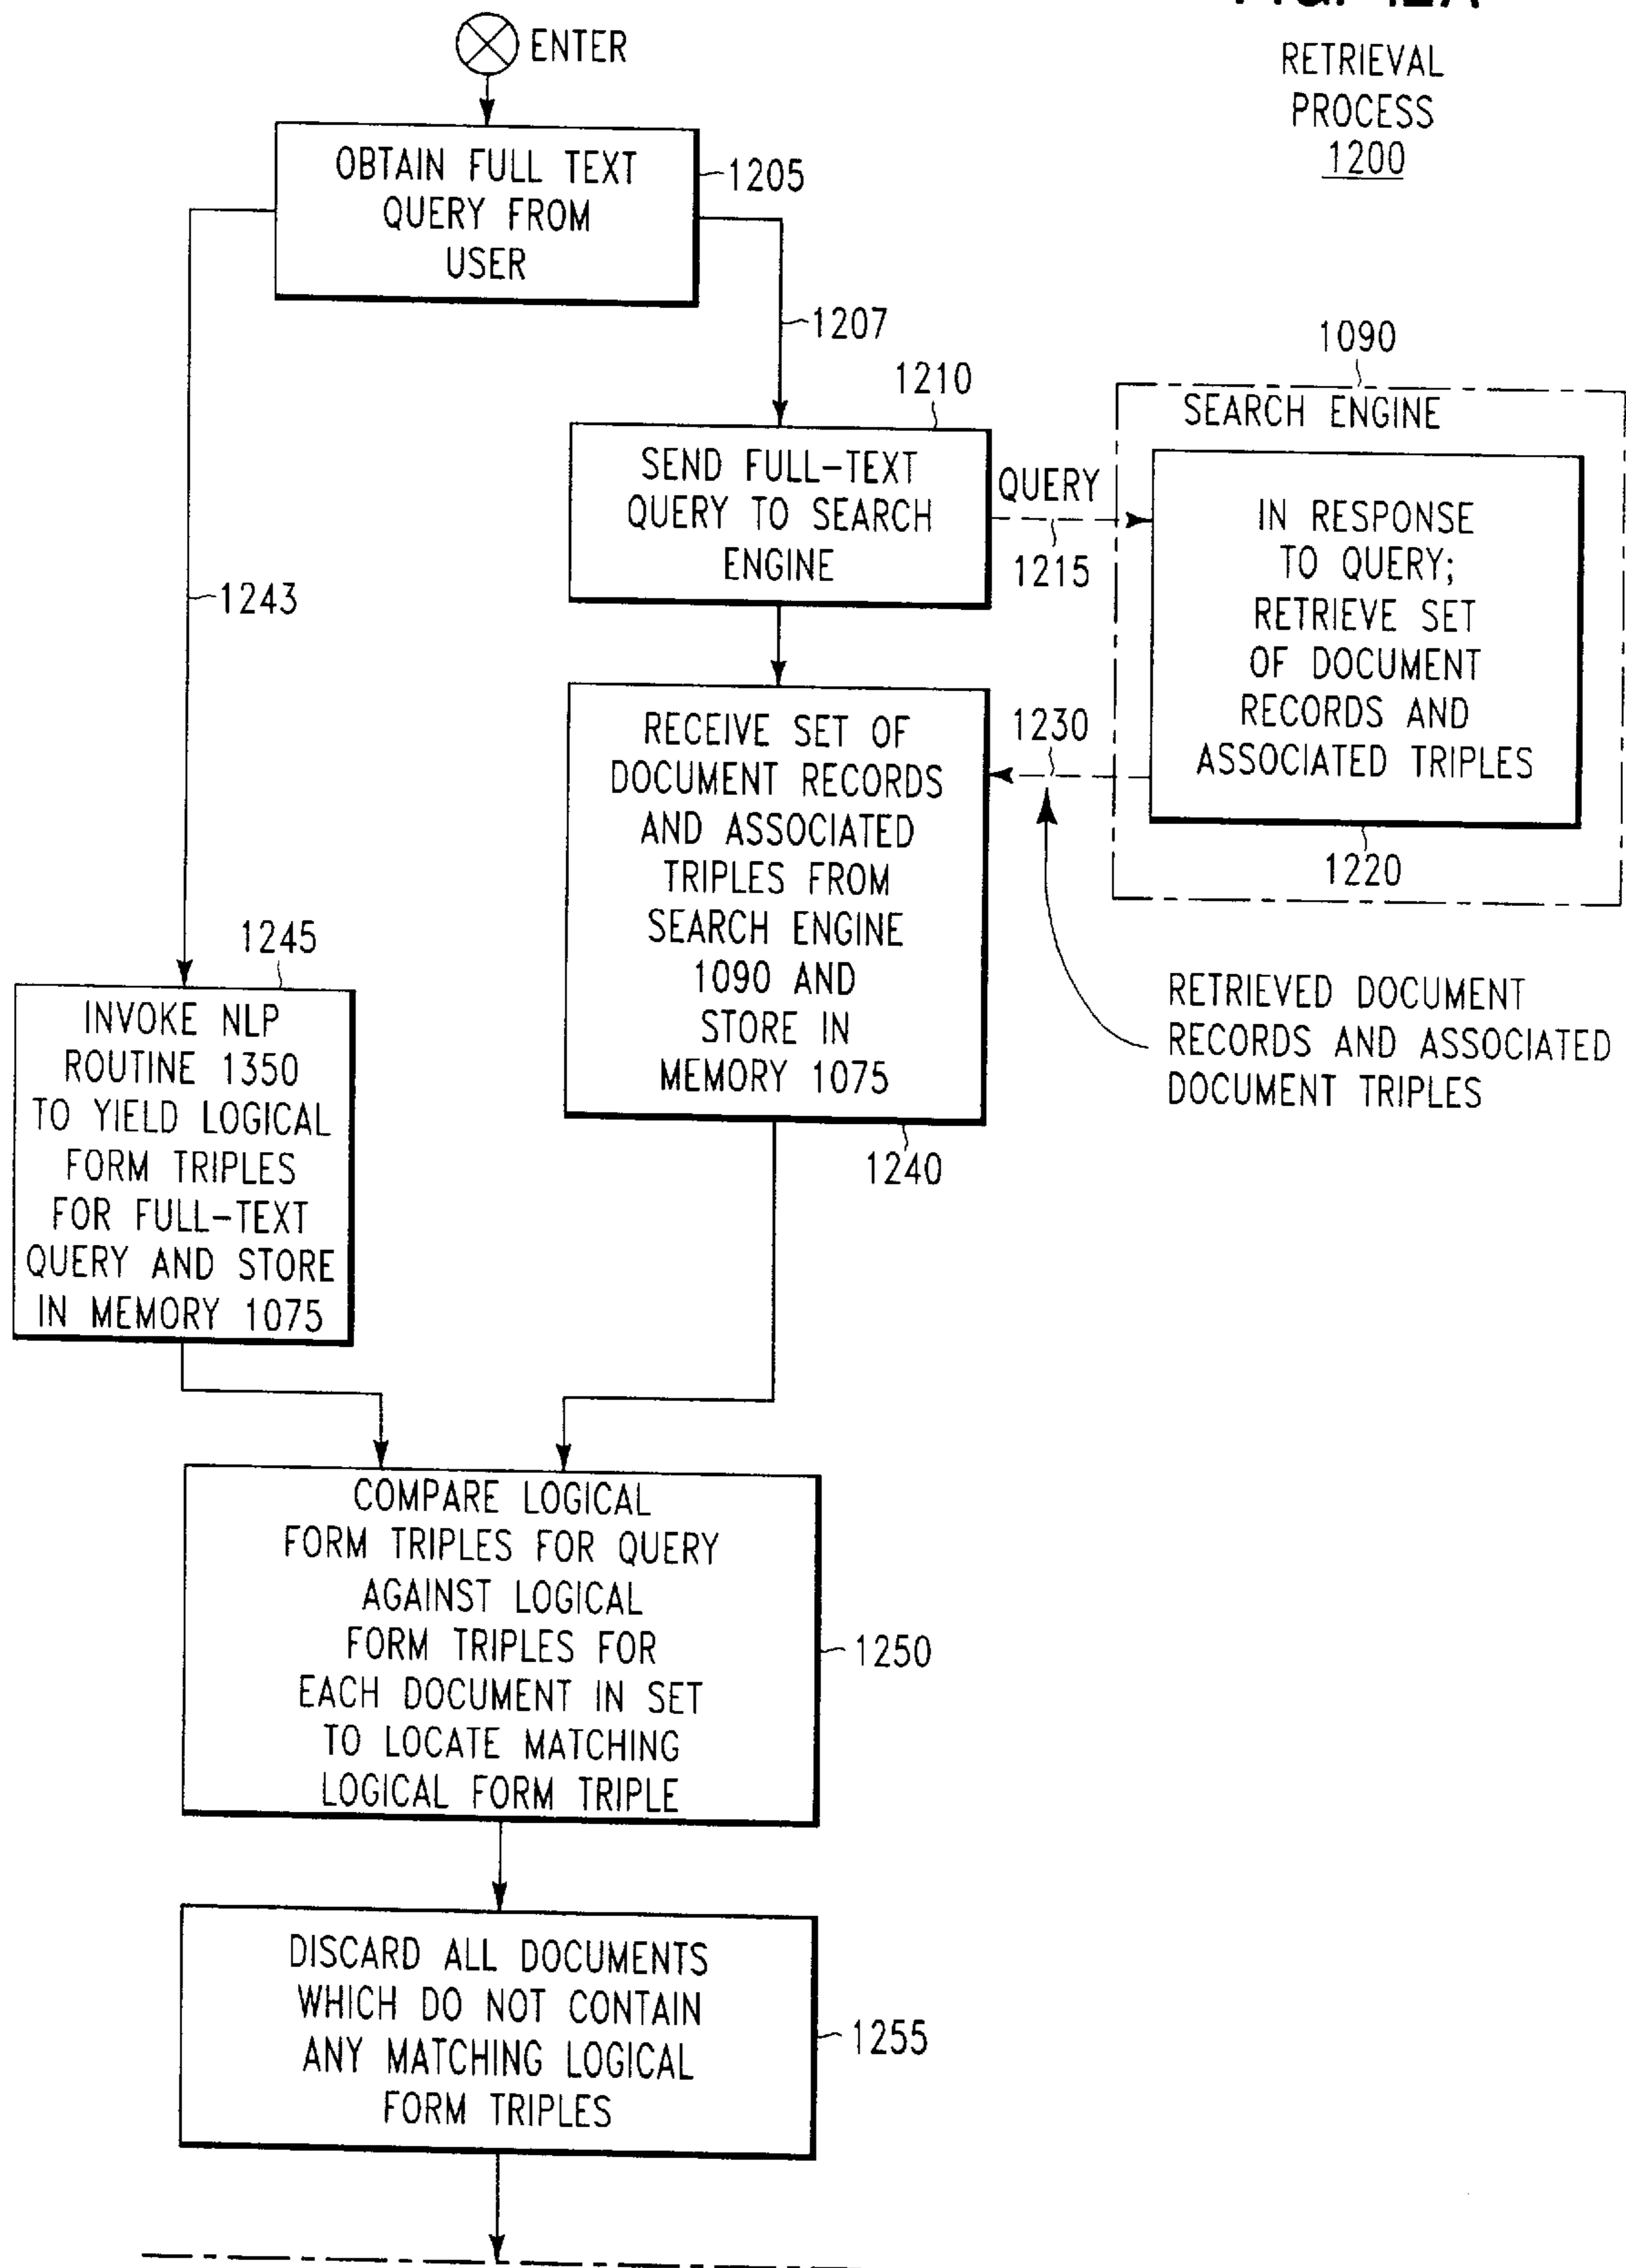 RETRIEVAL
PROCESS
1200
ENTER
OBTAIN FULL TEXT
QUERY FROM
USER
1205
1207
1243
1210
SEND FULL-TEXT
QUERY TO SEARCH
ENGINE
QUERY
1215
1090
SEARCH ENGINE
IN RESPONSE
TO QUERY;
RETRIEVE SET
OF DOCUMENT
RECORDS AND
ASSOCIATED TRIPLES
1220
1230
RETRIEVED DOCUMENT
RECORDS AND ASSOCIATED
DOCUMENT TRIPLES
RECEIVE SET OF
DOCUMENT RECORDS
AND ASSOCIATED
TRIPLES FROM
SEARCH ENGINE
1090 AND
STORE IN
MEMORY 1075
1240
1245
INVOKE NLP
ROUTINE 1350
TO YIELD LOGICAL
FORM TRIPLES
FOR FULL-TEXT
QUERY AND STORE
IN MEMORY 1075
COMPARE LOGICAL
FORM TRIPLES FOR QUERY
AGAINST LOGICAL
FORM TRIPLES FOR
EACH DOCUMENT IN SET
TO LOCATE MATCHING
LOGICAL FORM TRIPLE
1250
DISCARD ALL DOCUMENTS
WHICH DO NOT CONTAIN
ANY MATCHING LOGICAL
FORM TRIPLES
1255